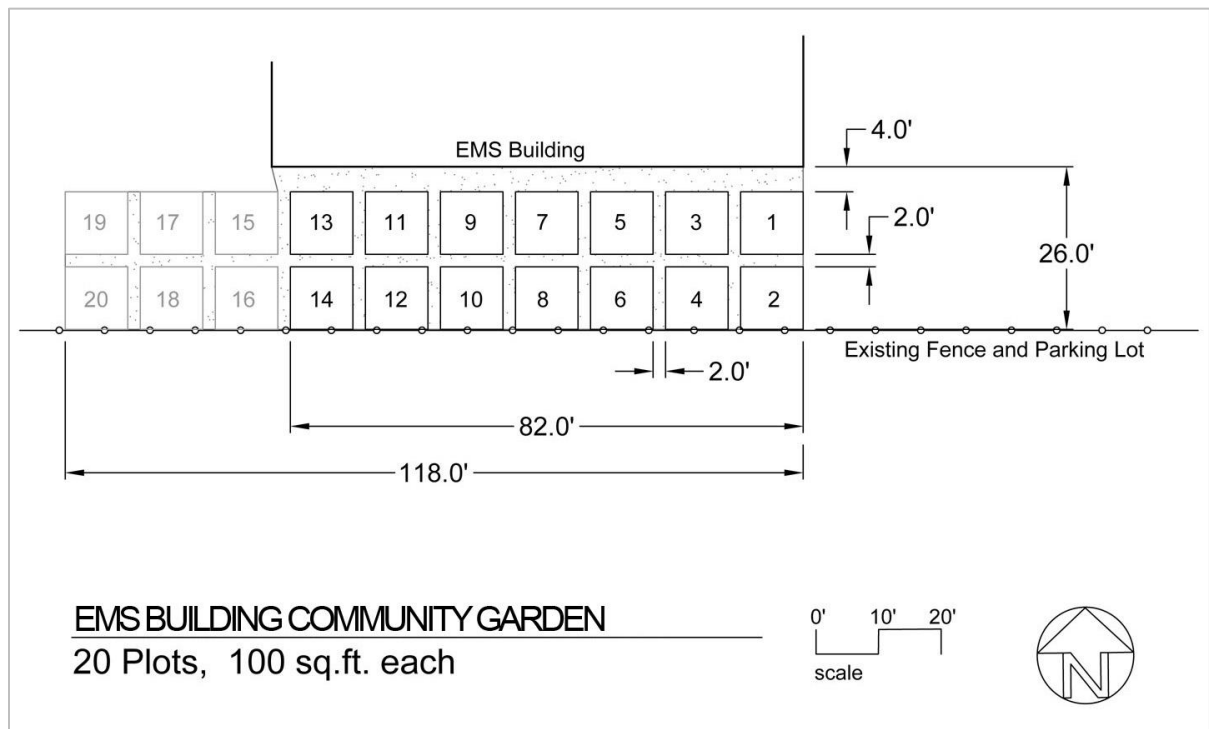 4.0'
EMS Building
19 17 15 13 11 9 7 5 3 1
2.0'
26.0'
20 18 16 14 12 10 8 6 4 2
Existing Fence and Parking Lot
2.0'
82.0'
118.0'
EMS BUILDING COMMUNITY GARDEN
20 Plots, 100 sq.ft. each
0' 10' 20'
scale
N